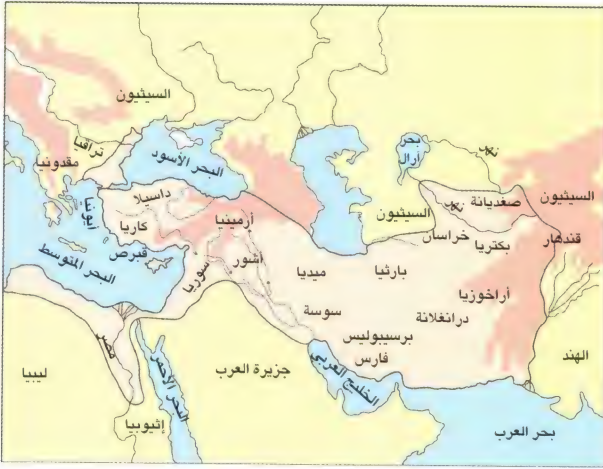 السيثيون
تراقيا
مقدونيا
البحر الأسود
بحر
آرال
نهر
السيثيون
صغديانة
نهر
السيثيون
داسيلا
أيونيا
كاريا
أرمينيا
خراسان
بكتريا
قندهار
قبرص
سوريا
أشور
ميديا
بارثيا
البحر المتوسط
أراخوزيا
سوسة
درانغلانة
برسيبوليس
فارس
مصر
ليبيا
جزيرة العرب
الخليج العربي
الهند
البحر الأحمر
إثيوبيا
بحر العرب